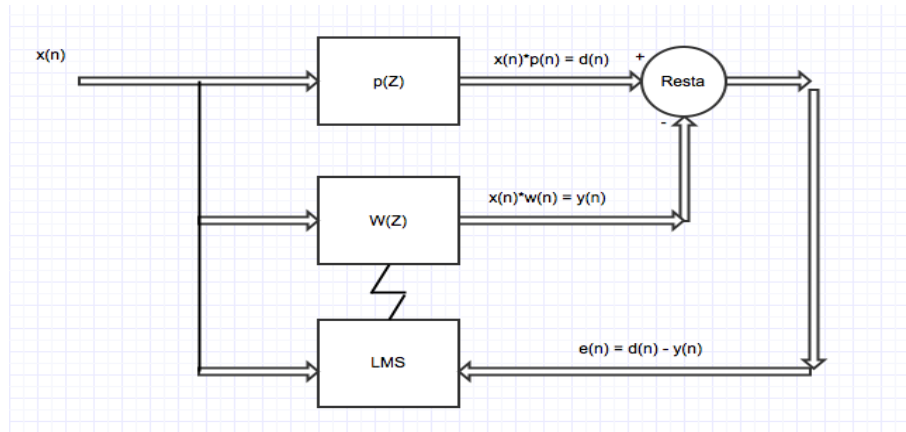 x(n)
p(Z)
x(n)*p(n) = d(n)
+
Resta
-
W(Z)
x(n)*w(n) = y(n)
LMS
e(n) = d(n) - y(n)